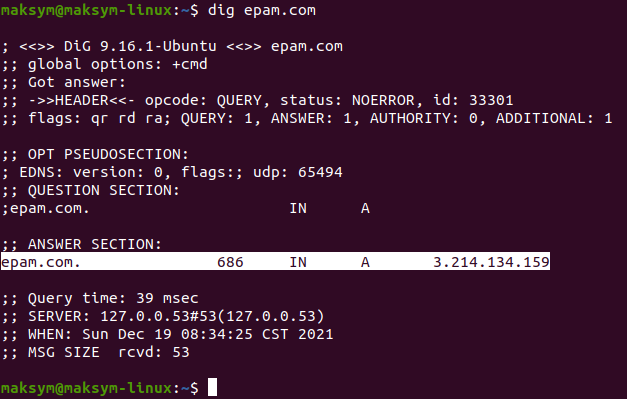 maksym@maksym-linux:~$ dig epam.com

; <<>> DiG 9.16.1-Ubuntu <<>> epam.com
;; global options: +cmd
;; Got answer:
;; ->>HEADER<<- opcode: QUERY, status: NOERROR, id: 33301
;; flags: qr rd ra; QUERY: 1, ANSWER: 1, AUTHORITY: 0, ADDITIONAL: 1

;; OPT PSEUDOSECTION:
; EDNS: version: 0, flags:; udp: 65494
;; QUESTION SECTION:
;epam.com. IN A

;; ANSWER SECTION:
epam.com. 686 IN A 3.214.134.159

;; Query time: 39 msec
;; SERVER: 127.0.0.53#53(127.0.0.53)
;; WHEN: Sun Dec 19 08:34:25 CST 2021
;; MSG SIZE rcvd: 53

maksym@maksym-linux:~$